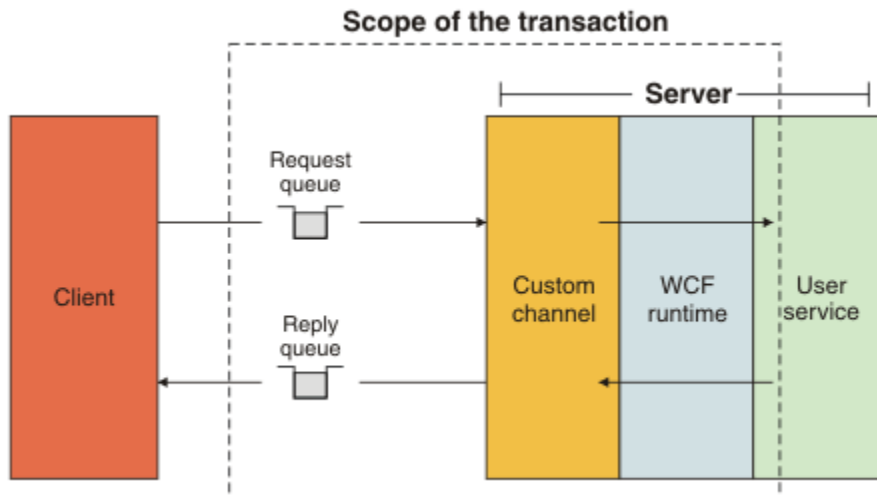 Scope of the transaction
Server
Request
queue
Client
Custom
channel
WCF
runtime
User
service
Reply
queue